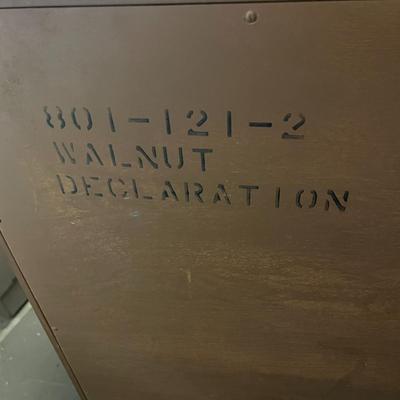 801-121-2
WALNUT
DECLARATION